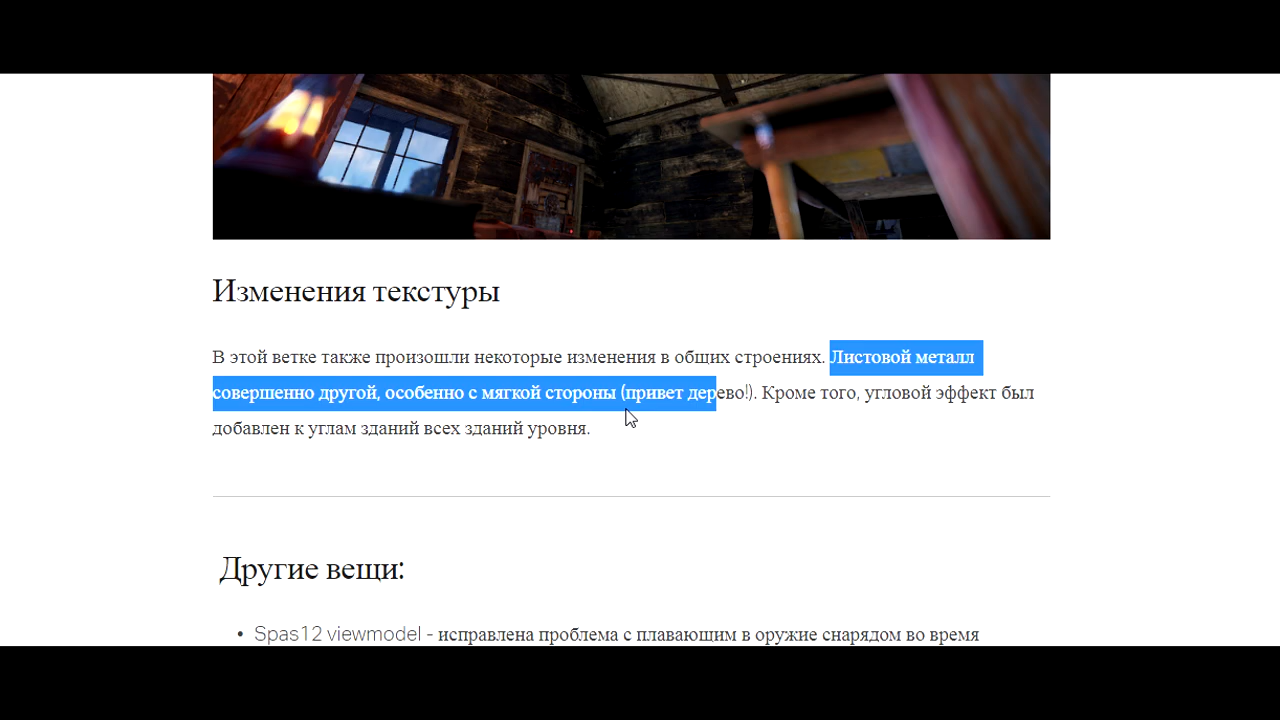 Изменения текстуры
В этой ветке также произошли некоторые изменения в общих строениях. Листовой металл
совершенно другой, особенно с мягкой стороны (привет дерево!). Кроме того, угловой эффект был
добавлен к углам зданий всех зданий уровня.
Другие вещи:
• Spas12 viewmodel - исправлена проблема с плавающим в оружие снарядом во время